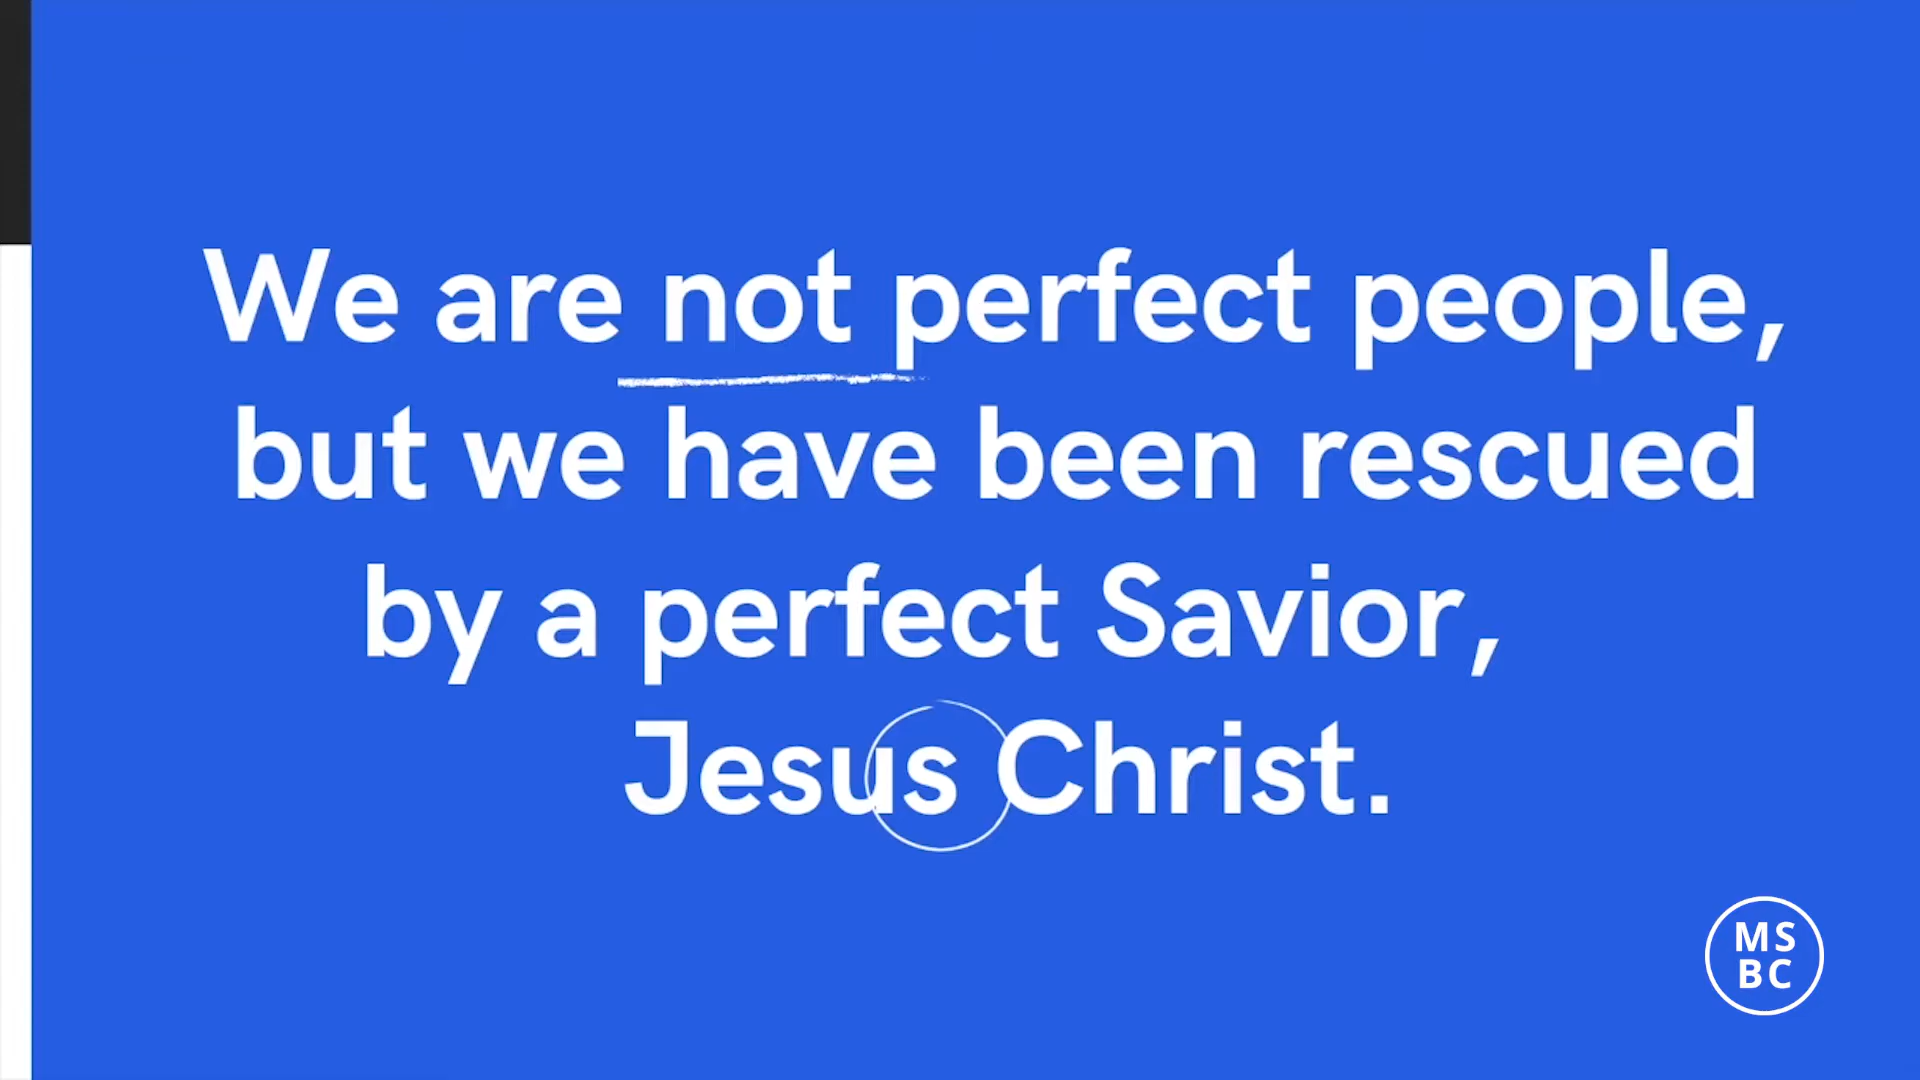 We are not perfect people,
but we have been rescued
by a perfect Savior,
Jesus Christ.
MS
BC